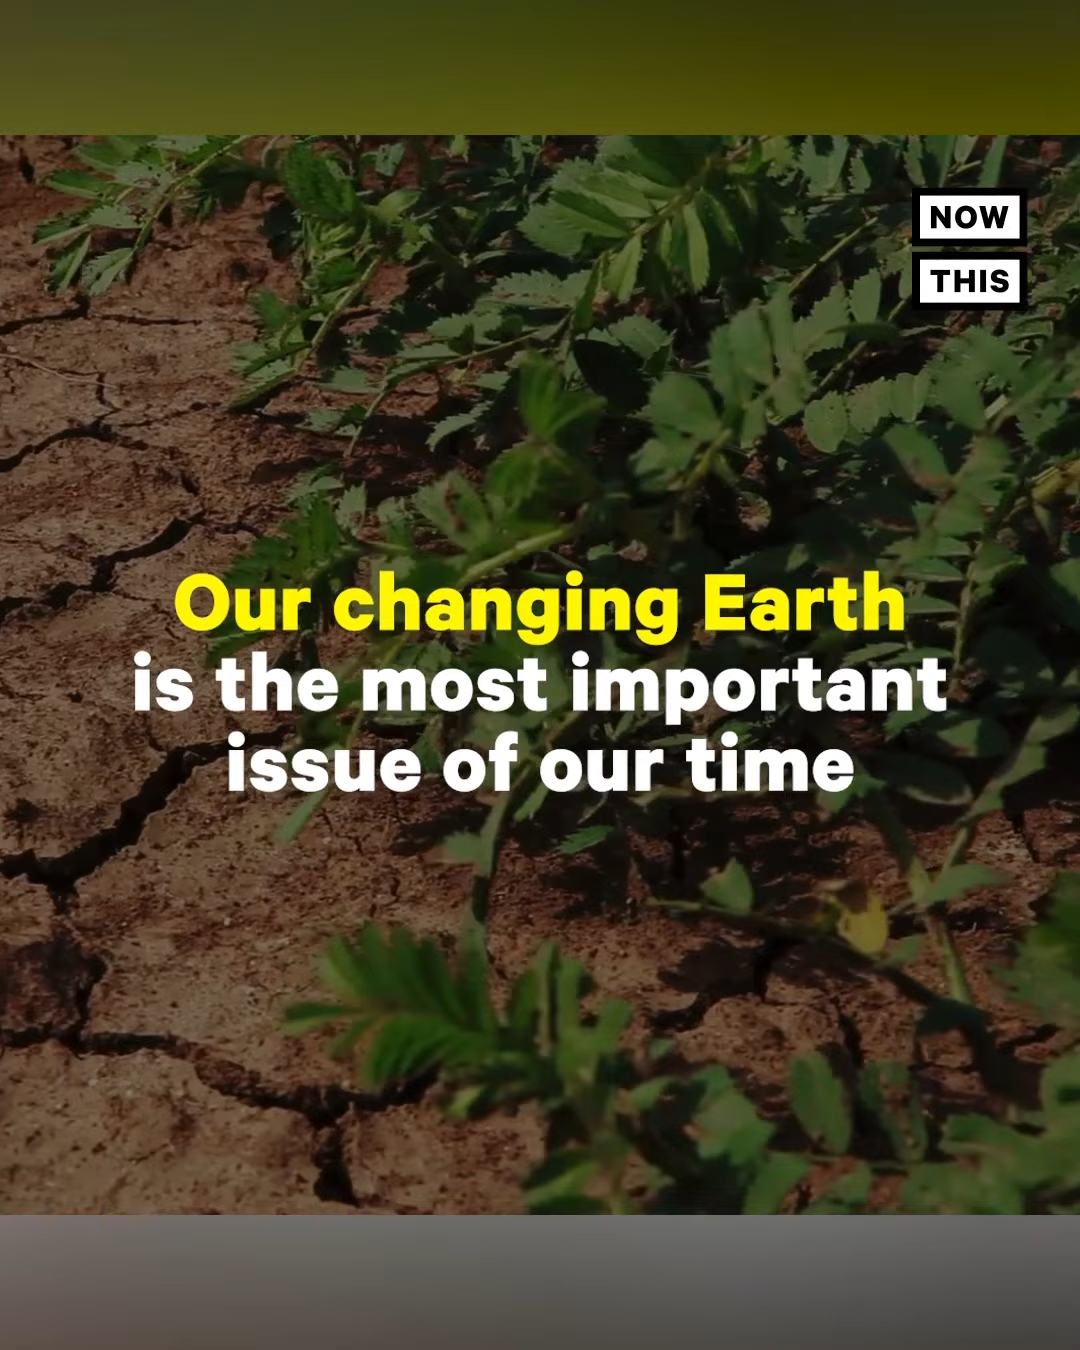 NOW
THIS
Our changing Earth
is the most important
issue of our time